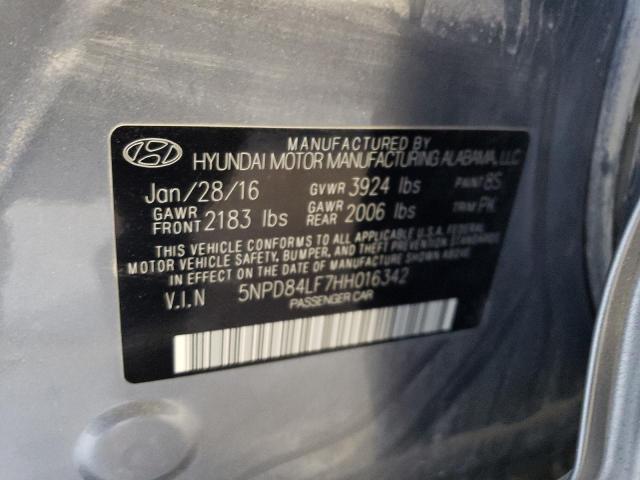 MANUFACTURED BY
HYUNDAI MOTOR MANUFACTURING ALABAMA, LLC
Jan/28/16 GVWR 3924 lbs PAINT 8S
GAWR FRONT 2183 lbs GAWR REAR 2006 lbs TRIM PK
THIS VEHICLE CONFORMS TO ALL APPLICABLE U.S.A. FEDERAL
MOTOR VEHICLE SAFETY, BUMPER, AND THEFT PREVENTION STANDARDS
IN EFFECT ON THE DATE OF MANUFACTURE SHOWN ABOVE
V.I.N 5NPD84LF7HH016342
PASSENGER CAR